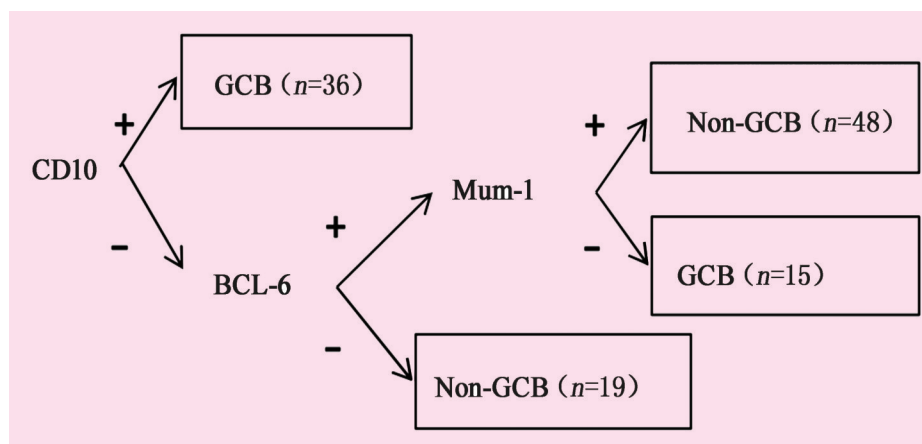 GCB (n=36)
+
CD10
−
BCL-6
+
Mum-1
−
Non-GCB (n=19)
+
Non-GCB (n=48)
−
GCB (n=15)